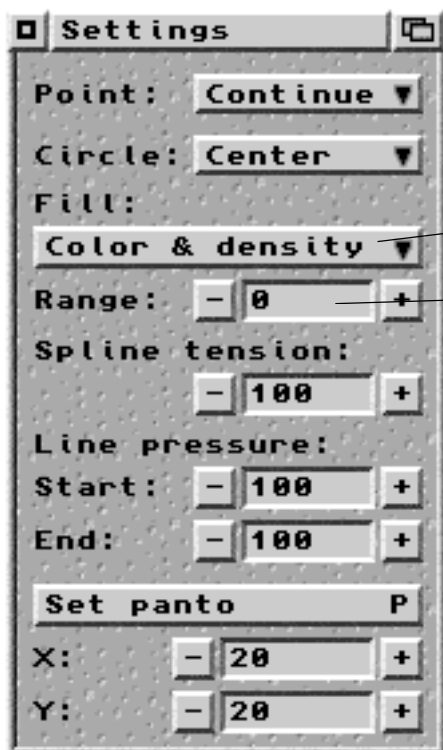 Settings
Point: Continue
Circle: Center
Fill:
Color & density
Range: - 0 +
Spline tension:
- 100 +
Line pressure:
Start: - 100 +
End: - 100 +
Set panto P
X: - 20 +
Y: - 20 +